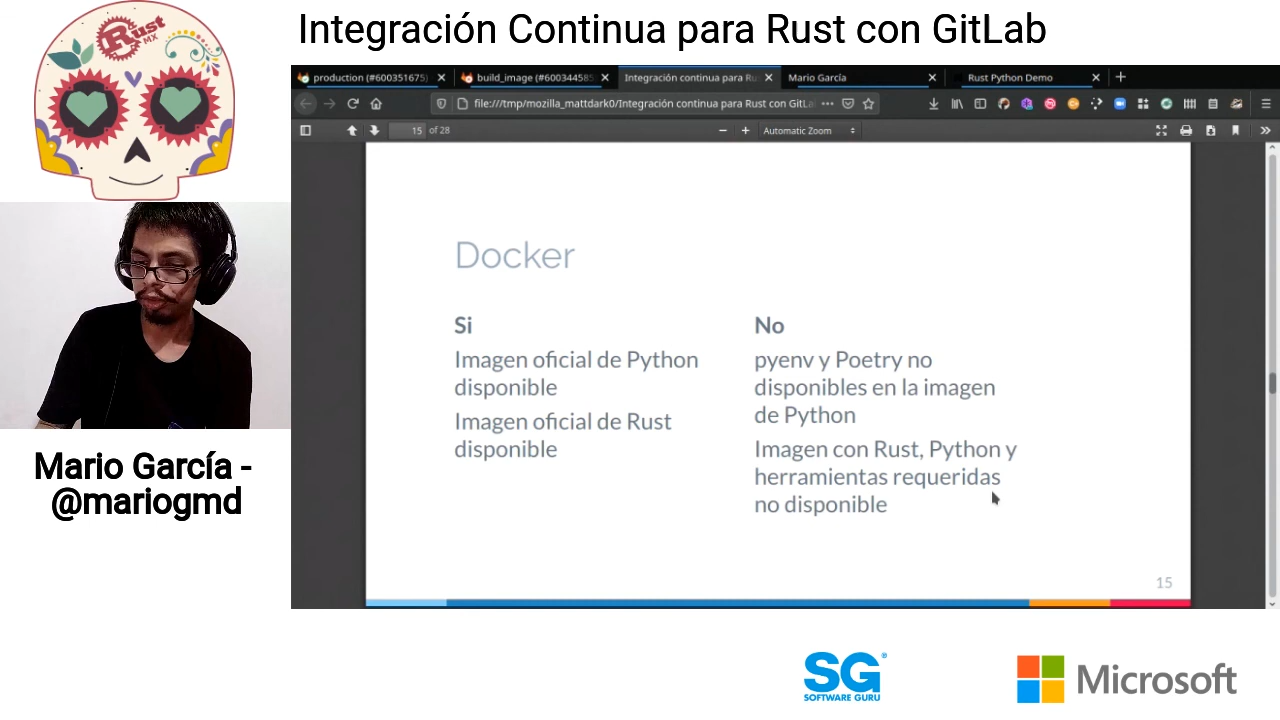 Integración Continua para Rust con GitLab
Rust
MX
production (#600351675)
build_image (#600344585
Integración continua para Ru
Mario García
Rust Python Demo
file:///tmp/mozilla_mattdark0/Integración continua para Rust con GitLa
15 of 28
Automatic Zoom
Docker
Si
Imagen oficial de Python
disponible
Imagen oficial de Rust
disponible
No
pyenv y Poetry no
disponibles en la imagen
de Python
Imagen con Rust, Python y
herramientas requeridas
no disponible
15
Mario García -
@mariogmd
SG
SOFTWARE GURU
Microsoft